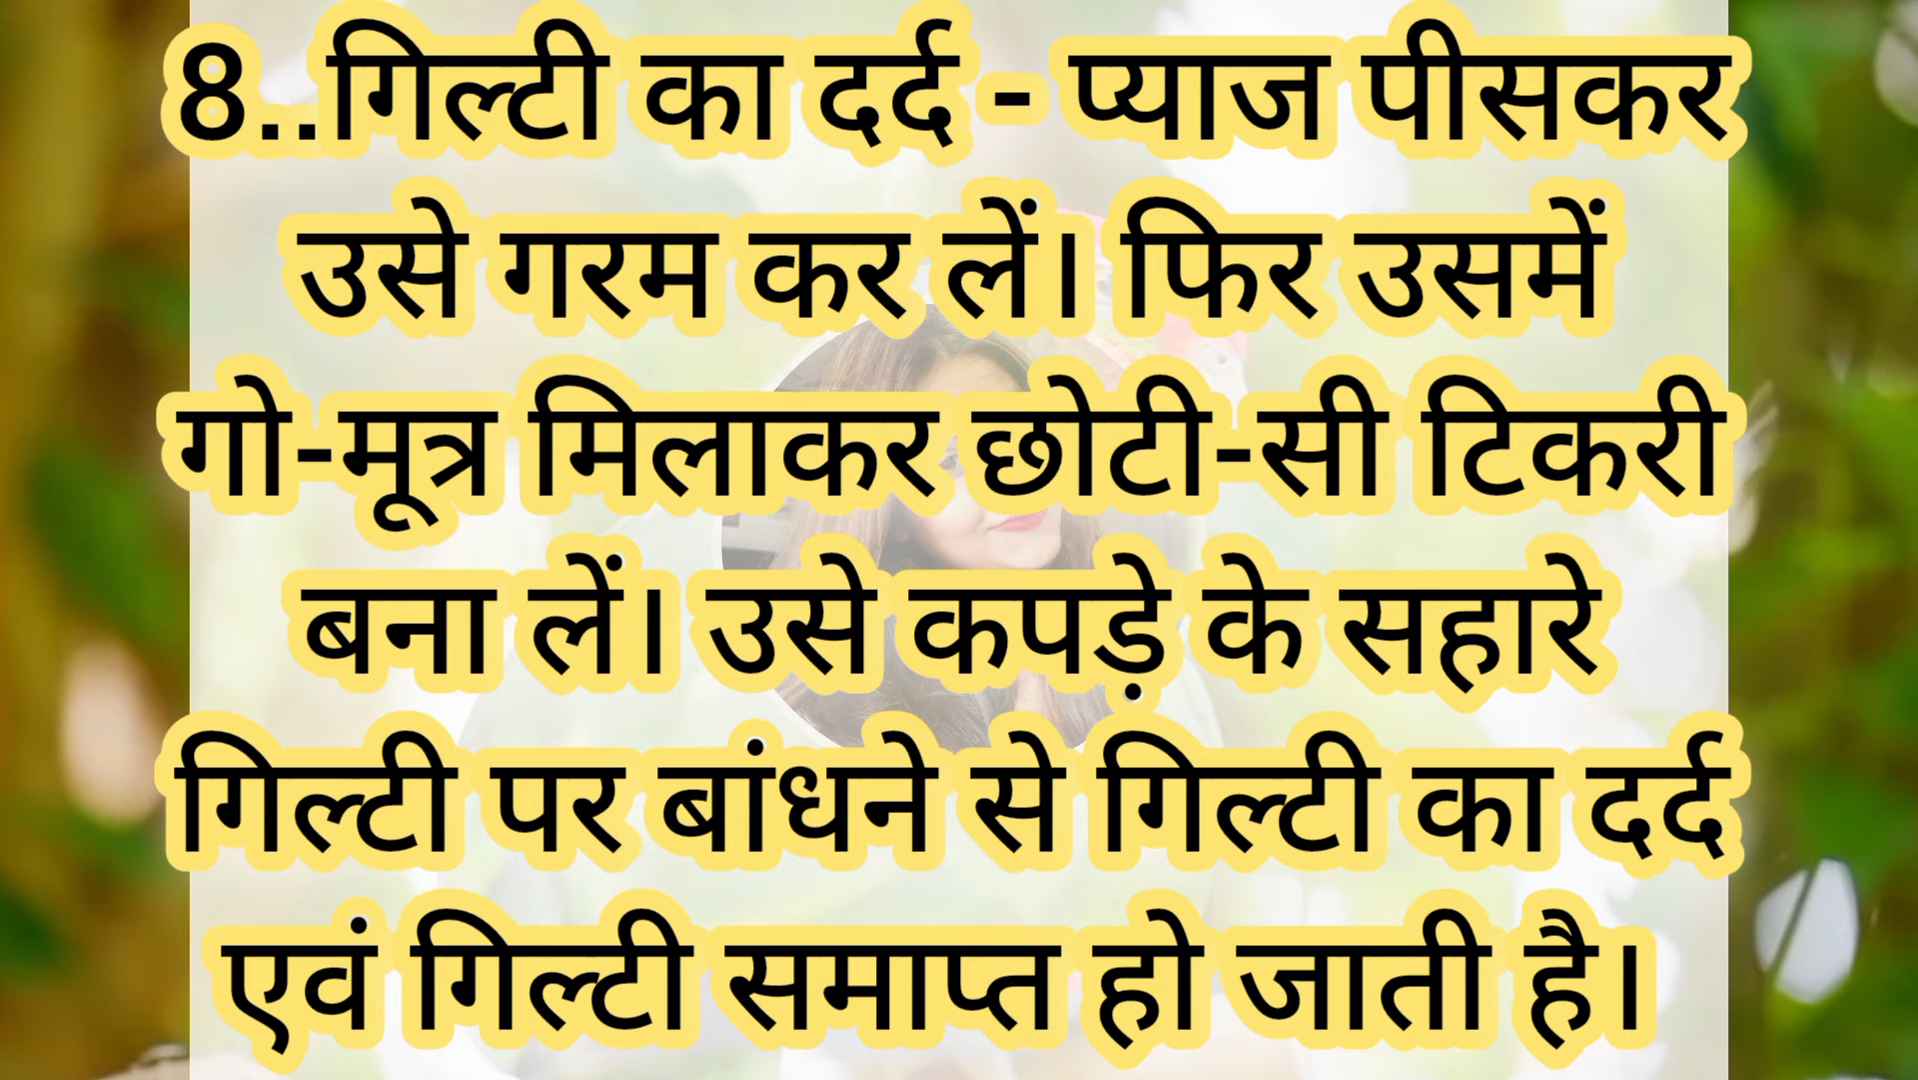 8..गिल्टी का दर्द - प्याज पीसकर
उसे गरम कर लें। फिर उसमें
गो-मूत्र मिलाकर छोटी-सी टिकरी
बना लें। उसे कपड़े के सहारे
गिल्टी पर बांधने से गिल्टी का दर्द
एवं गिल्टी समाप्त हो जाती है।